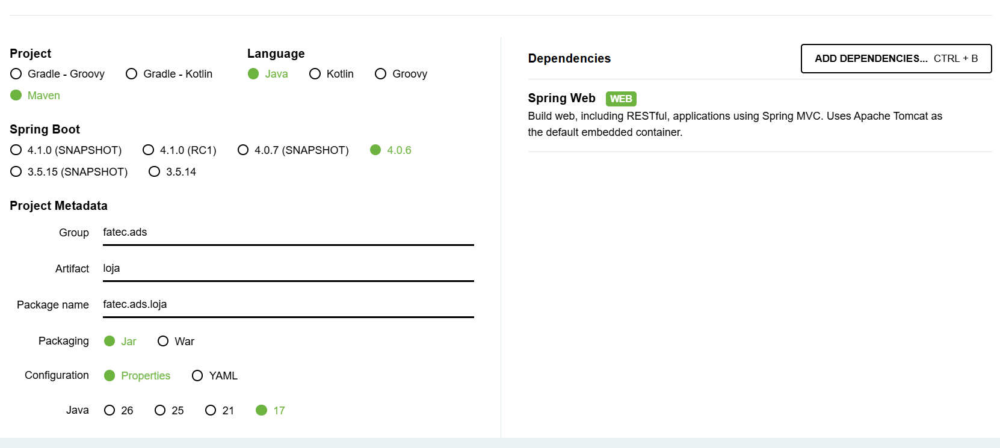 Project
Gradle - Groovy Gradle - Kotlin
Maven
Language
Java Kotlin Groovy
Spring Boot
4.1.0 (SNAPSHOT) 4.1.0 (RC1) 4.0.7 (SNAPSHOT) 4.0.6
3.5.15 (SNAPSHOT) 3.5.14
Project Metadata
Group fatec.ads
Artifact loja
Package name fatec.ads.loja
Packaging Jar War
Configuration Properties YAML
Java 26 25 21 17
Dependencies ADD DEPENDENCIES... CTRL + B
Spring Web WEB
Build web, including RESTful, applications using Spring MVC. Uses Apache Tomcat as
the default embedded container.